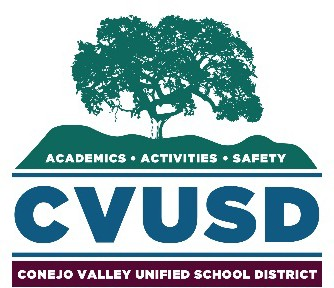 ACADEMICS • ACTIVITIES • SAFETY
CVUSD
CONEJO VALLEY UNIFIED SCHOOL DISTRICT